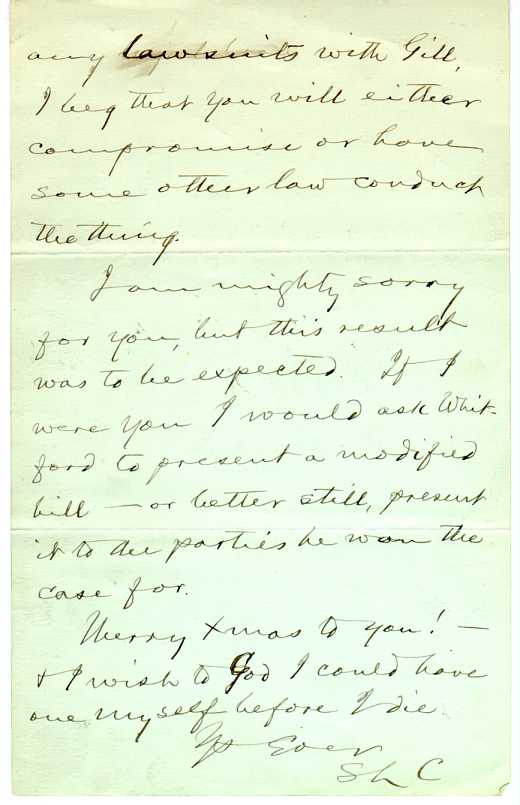 any lawsuits with Gill,
I beg that you will either
compromise or have
some other law conduct
the thing.
I am mighty sorry
for you, but this result
was to be expected. If I
were you I would ask Whit-
ford to present a modified
bill — or better still, present
it to the parties he won the
case for.
Merry Xmas to you! —
& I wish to God I could have
one myself before I die.
Ys Ever
SLC